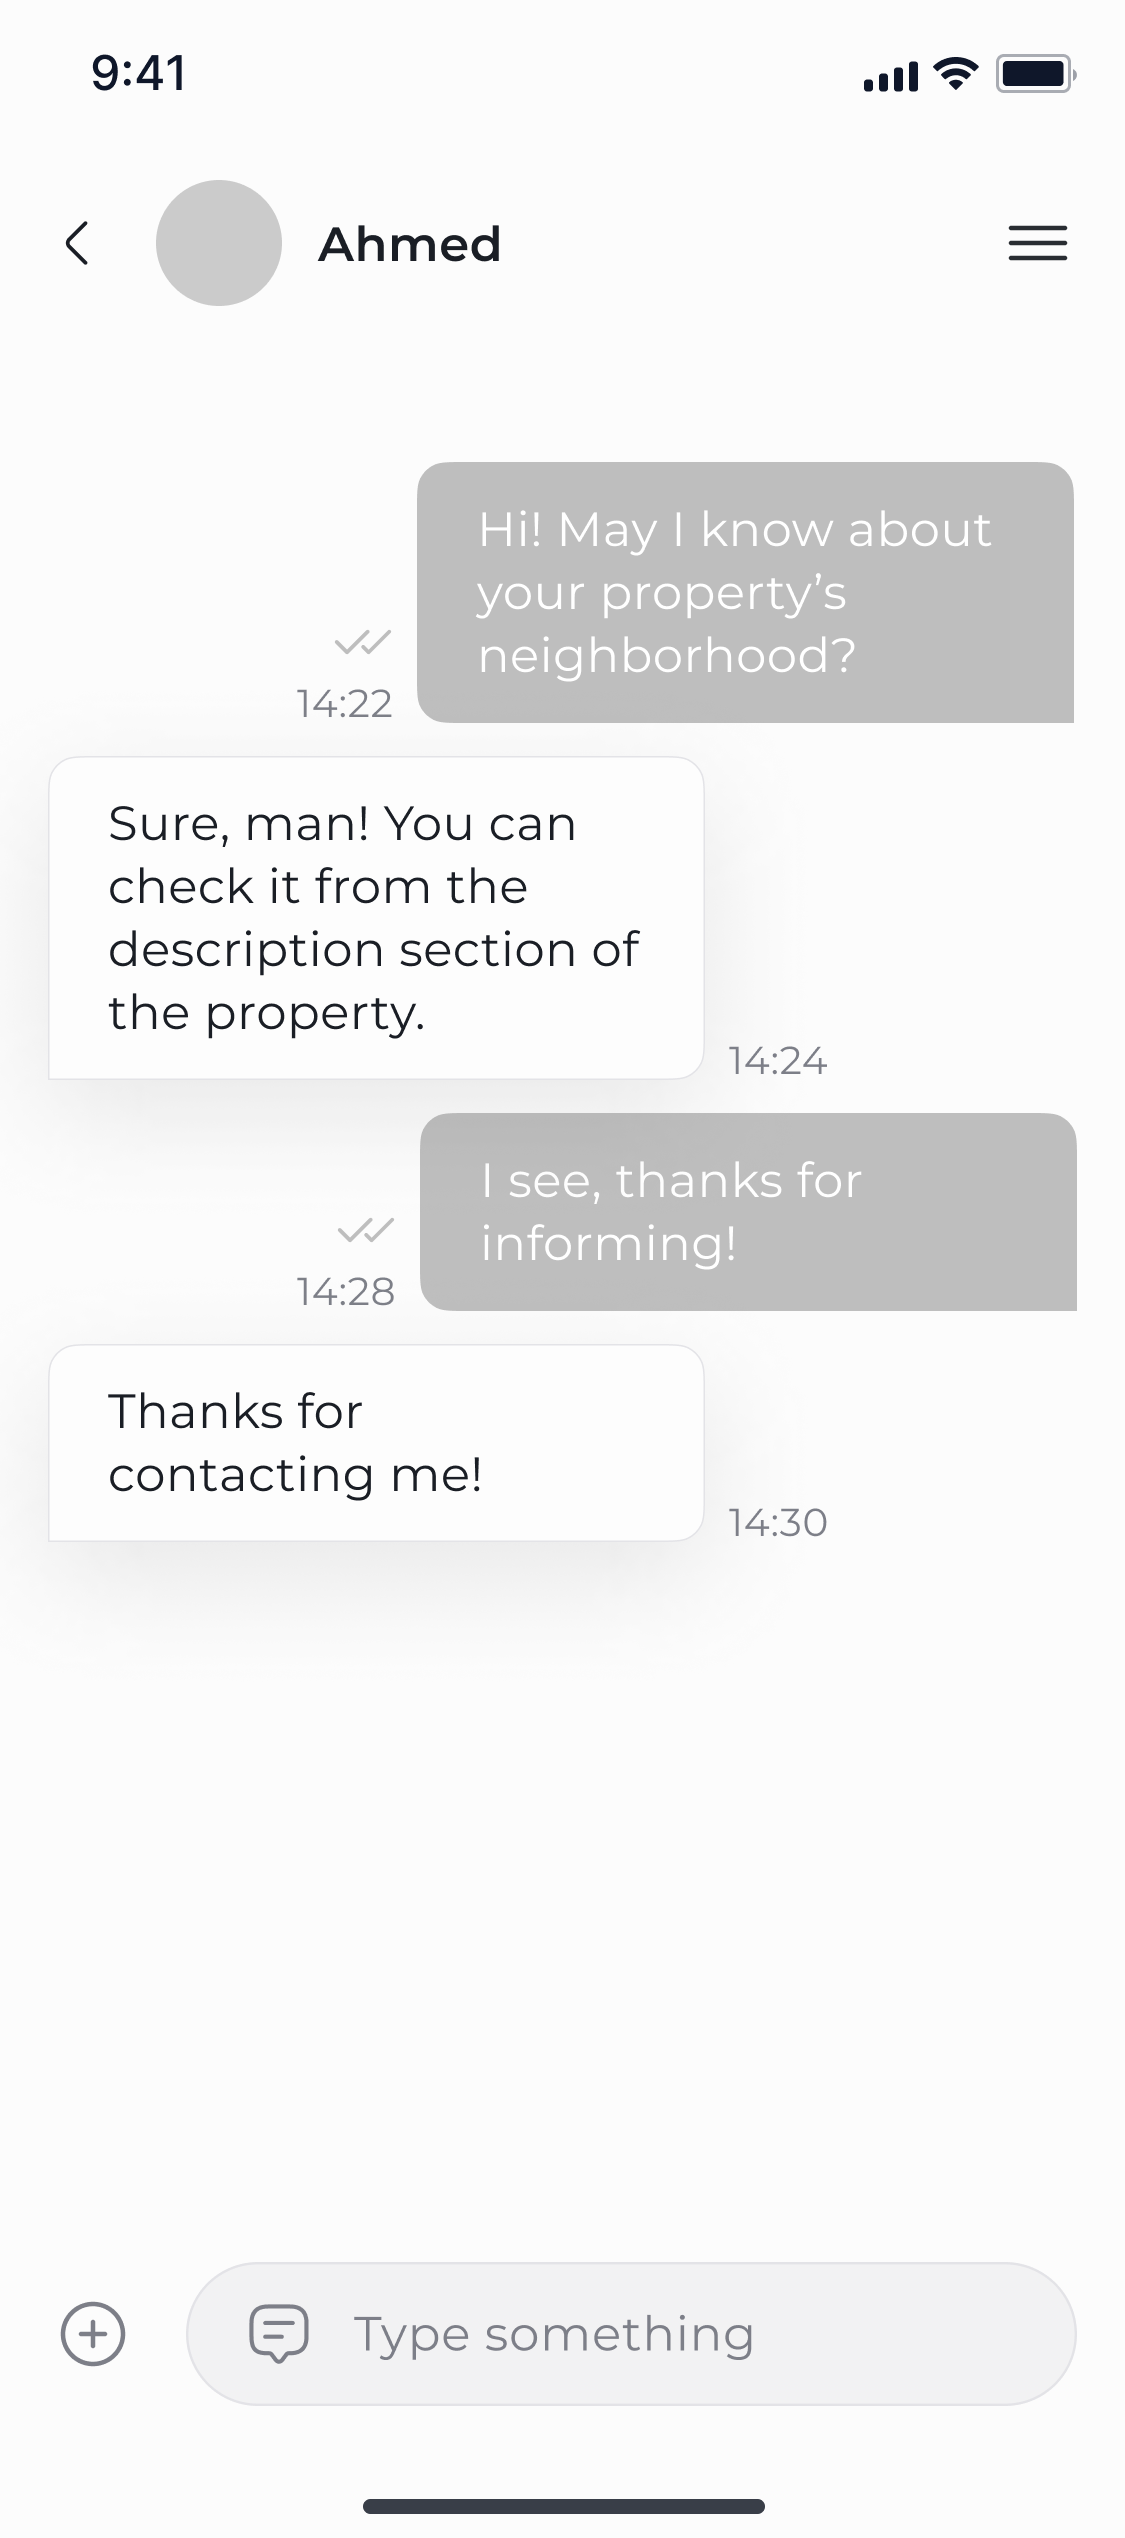 9:41
Ahmed
Hi! May I know about
your property’s
neighborhood?
14:22
Sure, man! You can
check it from the
description section of
the property.
14:24
I see, thanks for
informing!
14:28
Thanks for
contacting me!
14:30
Type something